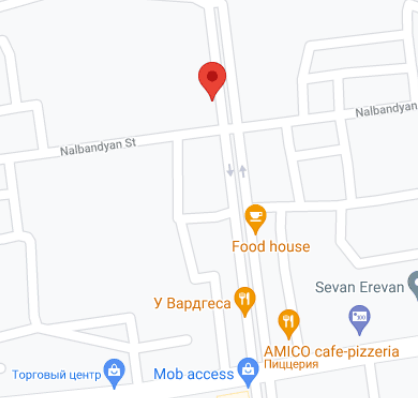 Nalbandyan
Nalbandyan St
Food house
Sevan Erevan
У Вардгеса
AMICO cafe-pizzeria
Пиццерия
Торговый центр
Mob access